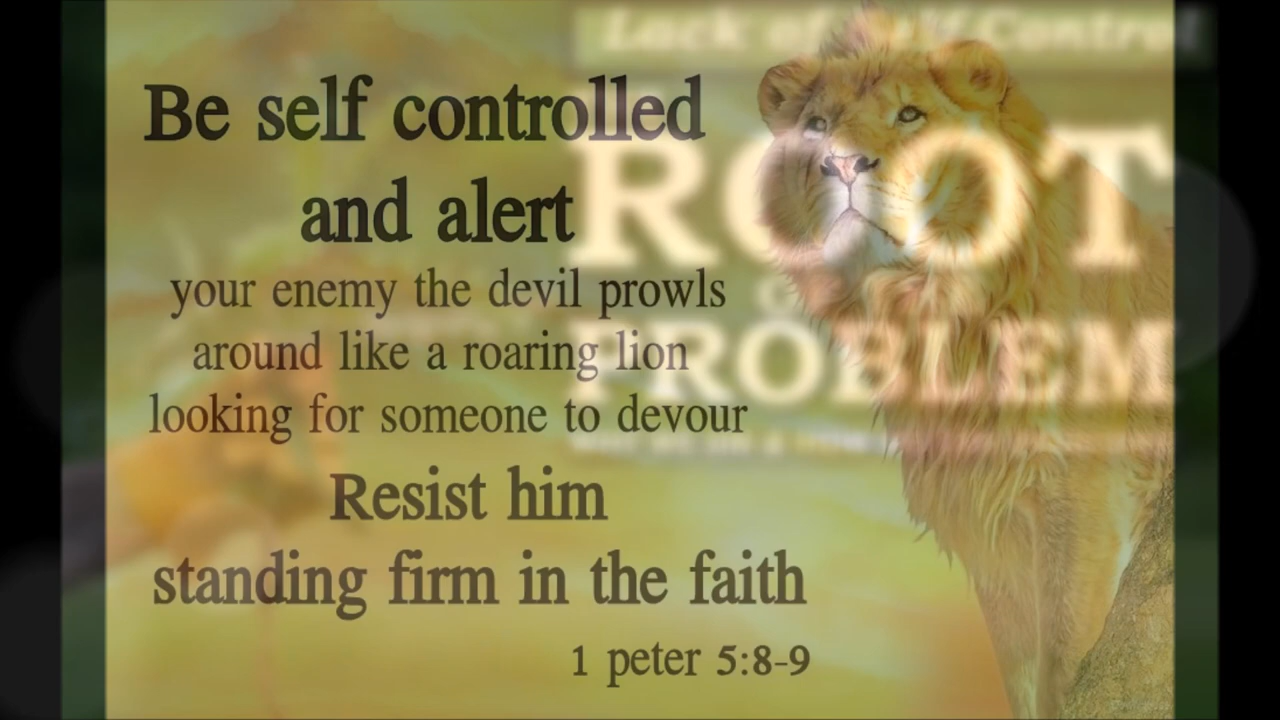 Lack of Self Control
ROOT
PROBLEM
Be self controlled
and alert
your enemy the devil prowls
around like a roaring lion
looking for someone to devour
Resist him
standing firm in the faith
1 peter 5:8-9